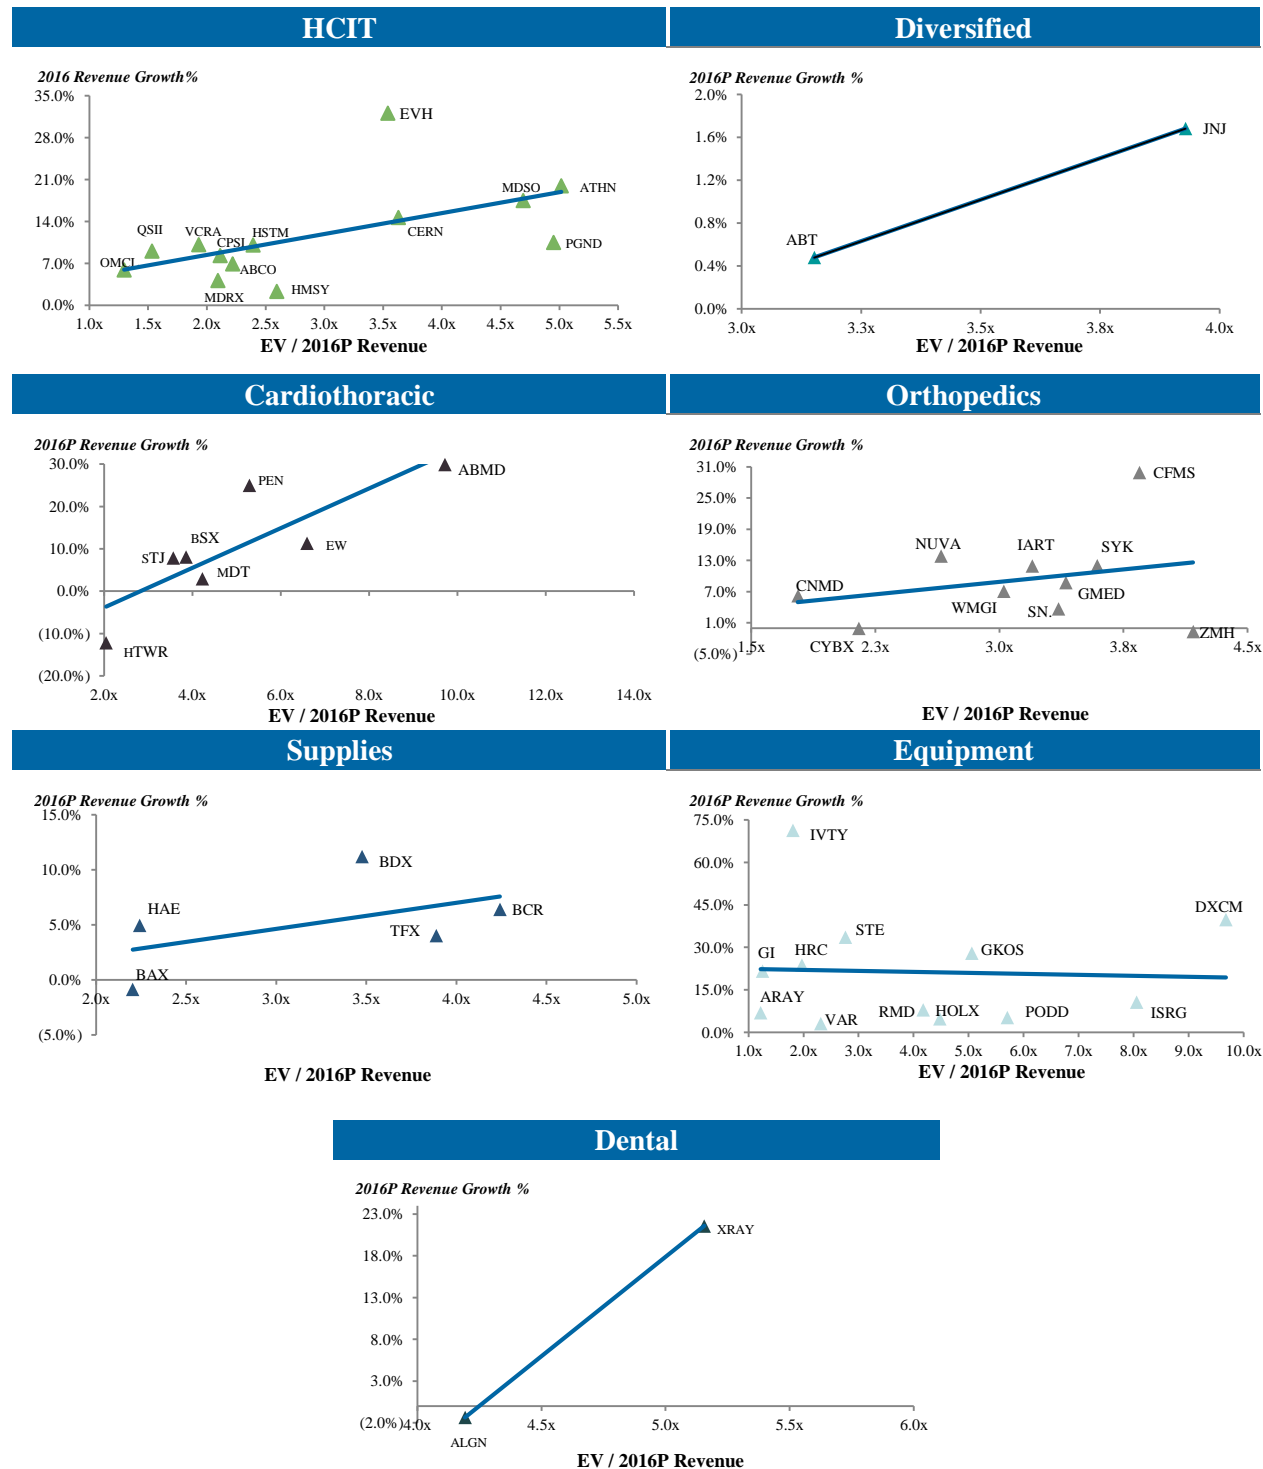 HCIT
Diversified
2016 Revenue Growth%
35.0%
28.0%
21.0%
14.0%
7.0%
0.0%
EVH
MDSO
ATHN
QSII
VCRA
HSTM
CPSI
CERN
PGND
OMCL
ABCO
MDRX
HMSY
1.0x 1.5x 2.0x 2.5x 3.0x 3.5x 4.0x 4.5x 5.0x 5.5x
EV / 2016P Revenue
2016P Revenue Growth %
2.0%
1.6%
1.2%
0.8%
0.4%
0.0%
JNJ
ABT
3.0x 3.3x 3.5x 3.8x 4.0x
EV / 2016P Revenue
Cardiothoracic
Orthopedics
2016P Revenue Growth %
30.0%
20.0%
10.0%
0.0%
(10.0%)
(20.0%)
ABMD
PEN
BSX
EW
STJ
MDT
HTWR
2.0x 4.0x 6.0x 8.0x 10.0x 12.0x 14.0x
EV / 2016P Revenue
2016P Revenue Growth %
31.0%
25.0%
19.0%
13.0%
7.0%
1.0%
(5.0%)
CFMS
NUVA
IART
SYK
CNMD
GMED
WMGI
SN.
CYBX
ZMH
1.5x 2.3x 3.0x 3.8x 4.5x
EV / 2016P Revenue
Supplies
Equipment
2016P Revenue Growth %
15.0%
10.0%
5.0%
0.0%
(5.0%)
BDX
HAE
BCR
TFX
BAX
2.0x 2.5x 3.0x 3.5x 4.0x 4.5x 5.0x
EV / 2016P Revenue
2016P Revenue Growth %
75.0%
60.0%
45.0%
30.0%
15.0%
0.0%
IVTY
DXCM
STE
GI
HRC
GKOS
ARAY
VAR
RMD
HOLX
PODD
ISRG
1.0x 2.0x 3.0x 4.0x 5.0x 6.0x 7.0x 8.0x 9.0x 10.0x
EV / 2016P Revenue
Dental
2016P Revenue Growth %
23.0%
18.0%
13.0%
8.0%
3.0%
(2.0%)
XRAY
ALGN
4.0x 4.5x 5.0x 5.5x 6.0x
EV / 2016P Revenue